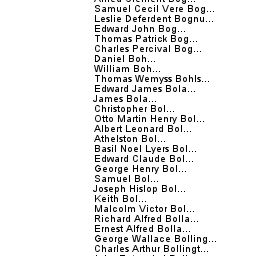 Samuel Cecil Vere Bog...
Leslie Deferdent Bognu...
Edward John Bog...
Thomas Patrick Bog...
Charles Percival Bog...
Daniel Boh...
William Boh...
Thomas Wemyss Bohls...
Edward James Bola...
James Bola...
Christopher Bol...
Otto Martin Henry Bol...
Albert Leonard Bol...
Athelston Bol...
Basil Noel Lyers Bol...
Edward Claude Bol...
George Henry Bol...
Samuel Bol...
Joseph Hislop Bol...
Keith Bol...
Malcolm Victor Bol...
Richard Alfred Bolla...
Ernest Alfred Bolla...
George Wallace Bolling...
Charles Arthur Bollingt...